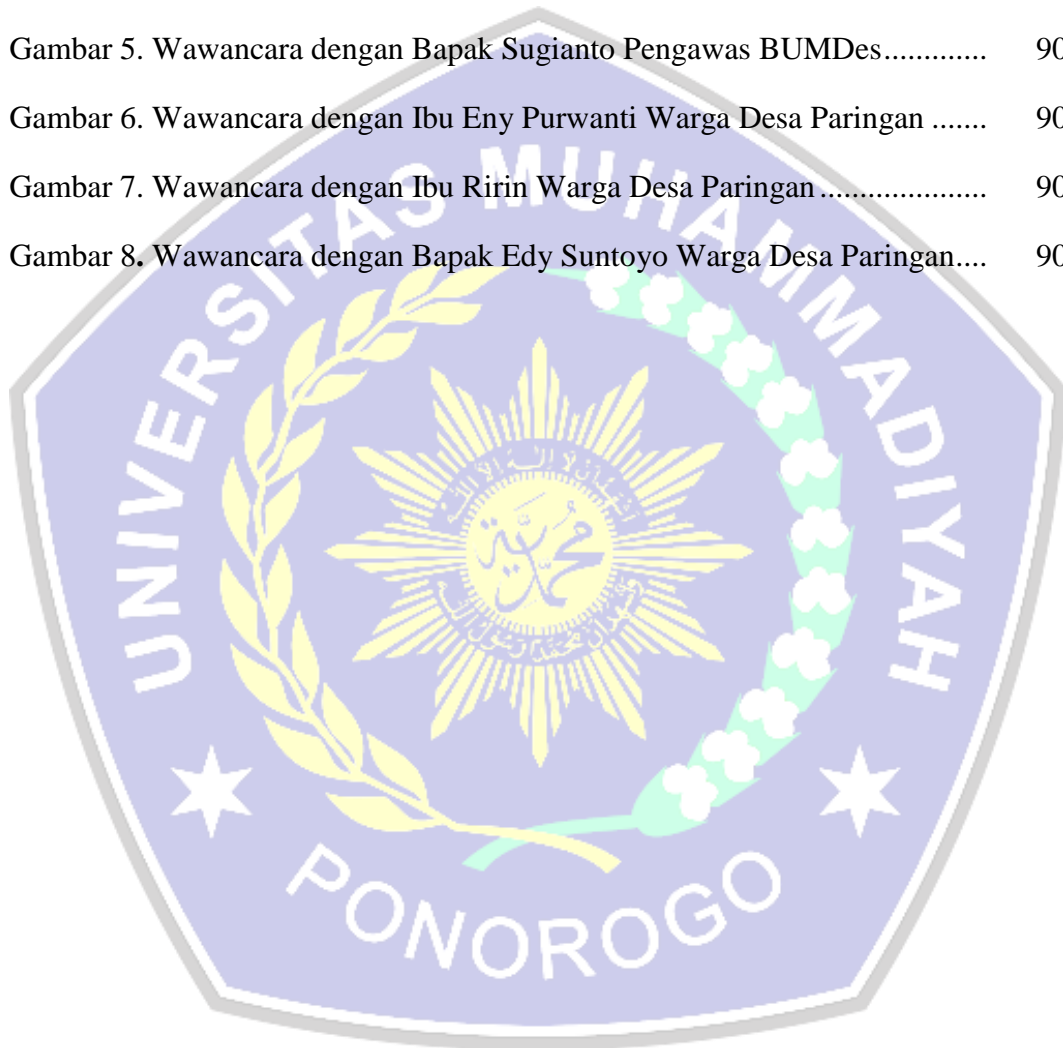 Gambar 5. Wawancara dengan Bapak Sugianto Pengawas BUMDes............. 90
Gambar 6. Wawancara dengan Ibu Eny Purwanti Warga Desa Paringan ....... 90
Gambar 7. Wawancara dengan Ibu Ririn Warga Desa Paringan................... 90
Gambar 8. Wawancara dengan Bapak Edy Suntoyo Warga Desa Paringan.... 90
UNIVERSITAS MUHAMMADIYAH
محمدية
PONOROGO